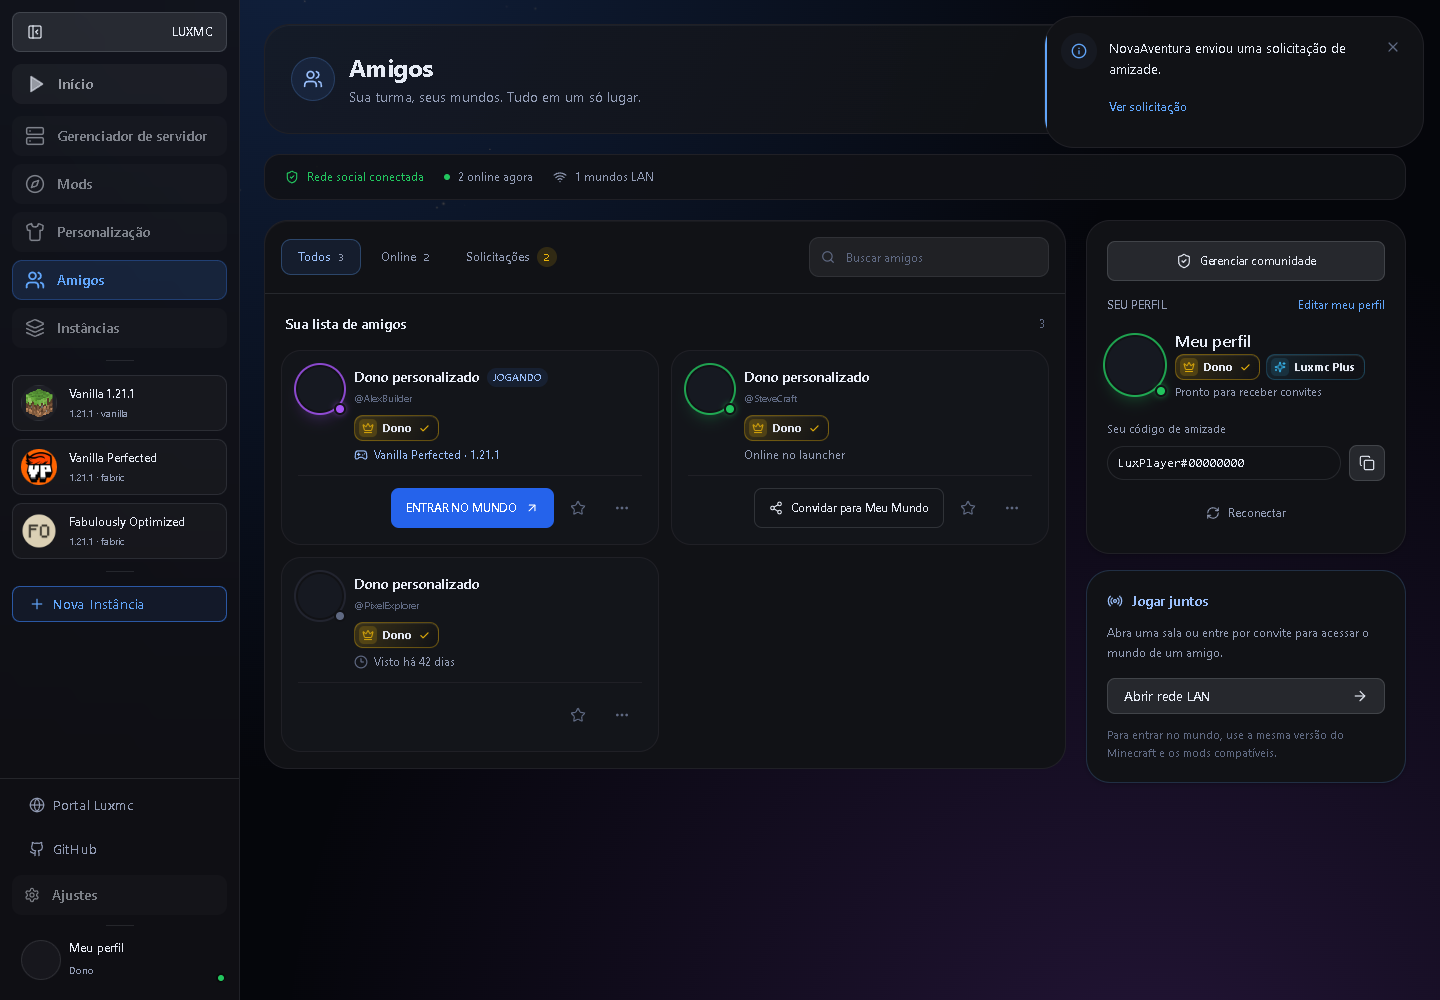 LUXMC
Início
Gerenciador de servidor
Mods
Personalização
Amigos
Instâncias
Vanilla 1.21.1
1.21.1 · vanilla
Vanilla Perfected
1.21.1 · fabric
Fabulously Optimized
1.21.1 · fabric
Nova Instância
Portal Luxmc
GitHub
Ajustes
Meu perfil
Dono
Amigos
Sua turma, seus mundos. Tudo em um só lugar.
NovaAventura enviou uma solicitação de
amizade.
Ver solicitação
Rede social conectada 2 online agora 1 mundos LAN
Todos 3 Online 2 Solicitações 2 Buscar amigos
Sua lista de amigos 3
Dono personalizado JOGANDO
@AlexBuilder
Dono
Vanilla Perfected · 1.21.1
ENTRAR NO MUNDO
Dono personalizado
@SteveCraft
Dono
Online no launcher
Convidar para Meu Mundo
Dono personalizado
@PixelExplorer
Dono
Visto há 42 dias
Gerenciar comunidade
SEU PERFIL Editar meu perfil
Meu perfil
Dono Luxmc Plus
Pronto para receber convites
Seu código de amizade
LuxPlayer#00000000
Reconectar
Jogar juntos
Abra uma sala ou entre por convite para acessar o
mundo de um amigo.
Abrir rede LAN
Para entrar no mundo, use a mesma versão do
Minecraft e os mods compatíveis.